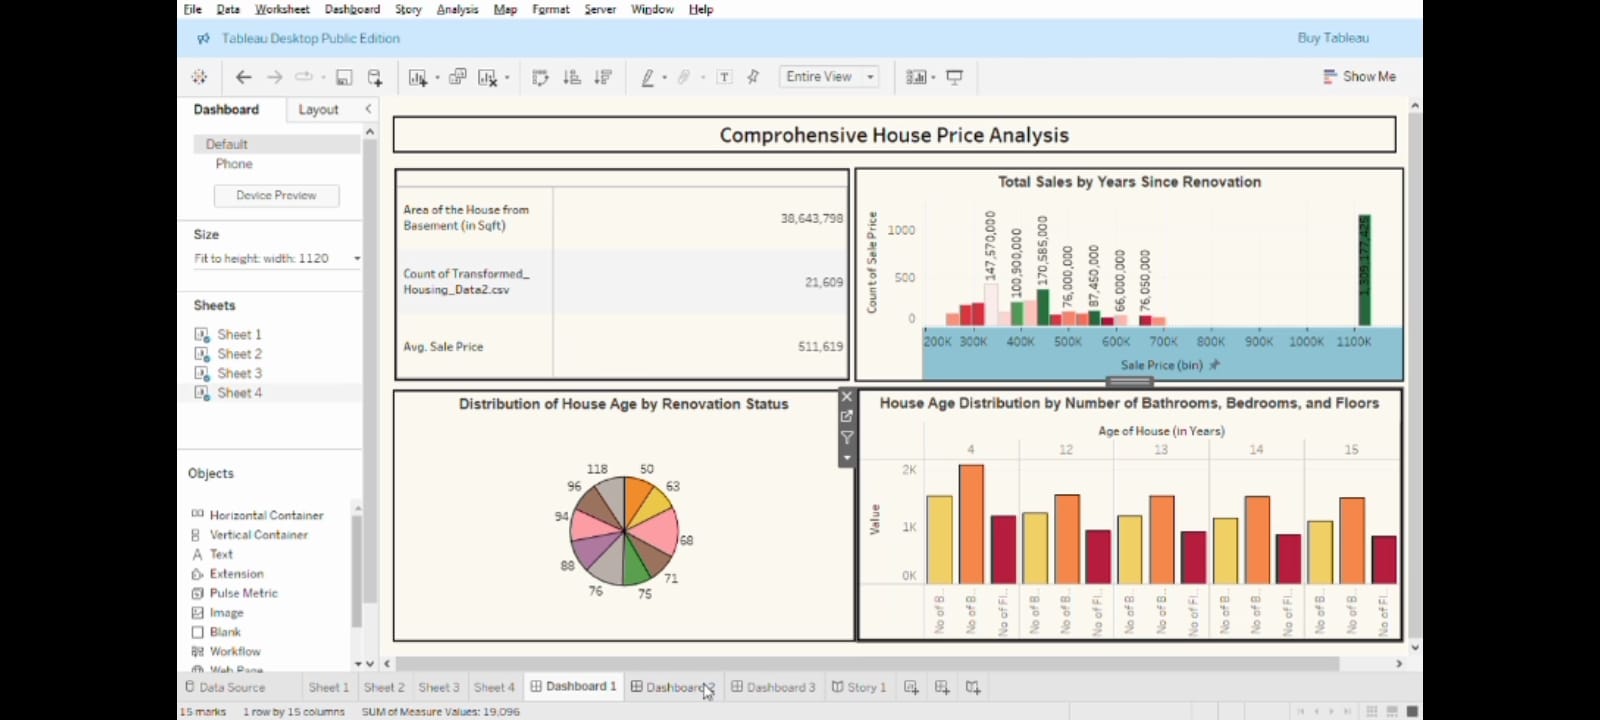 File Data Worksheet Dashboard Story Analysis Map Format Server Window Help
Tableau Desktop Public Edition Buy Tableau
Entire View Show Me
Dashboard Layout
Default
Phone
Device Preview
Size
Fit to height: width: 1120
Sheets
Sheet 1
Sheet 2
Sheet 3
Sheet 4
Objects
Horizontal Container
Vertical Container
Text
Extension
Pulse Metric
Image
Blank
Workflow
Web Page
Comprohensive House Price Analysis
Area of the House from
Basement (in Sqft)
38,643,798
Count of Transformed_
Housing_Data2.csv
21,609
Avg. Sale Price
511,619
Total Sales by Years Since Renovation
Count of Sale Price
1000
500
0
147,570,000
100,900,000
170,585,000
76,000,000
87,450,000
66,000,000
76,050,000
1,309,177,425
200K 300K 400K 500K 600K 700K 800K 900K 1000K 1100K
Sale Price (bin)
Distribution of House Age by Renovation Status
118 50
96 63
94
68
88 71
76 75
House Age Distribution by Number of Bathrooms, Bedrooms, and Floors
Age of House (in Years)
4 12 13 14 15
Value
2K
1K
0K
No of B.. No of B.. No of Fl.. No of B.. No of B.. No of Fl.. No of B.. No of B.. No of Fl.. No of B.. No of B.. No of Fl.. No of B.. No of B.. No of Fl..
Data Source Sheet 1 Sheet 2 Sheet 3 Sheet 4 Dashboard 1 Dashboard 2 Dashboard 3 Story 1
15 marks 1 row by 15 columns SUM of Measure Values: 19,096